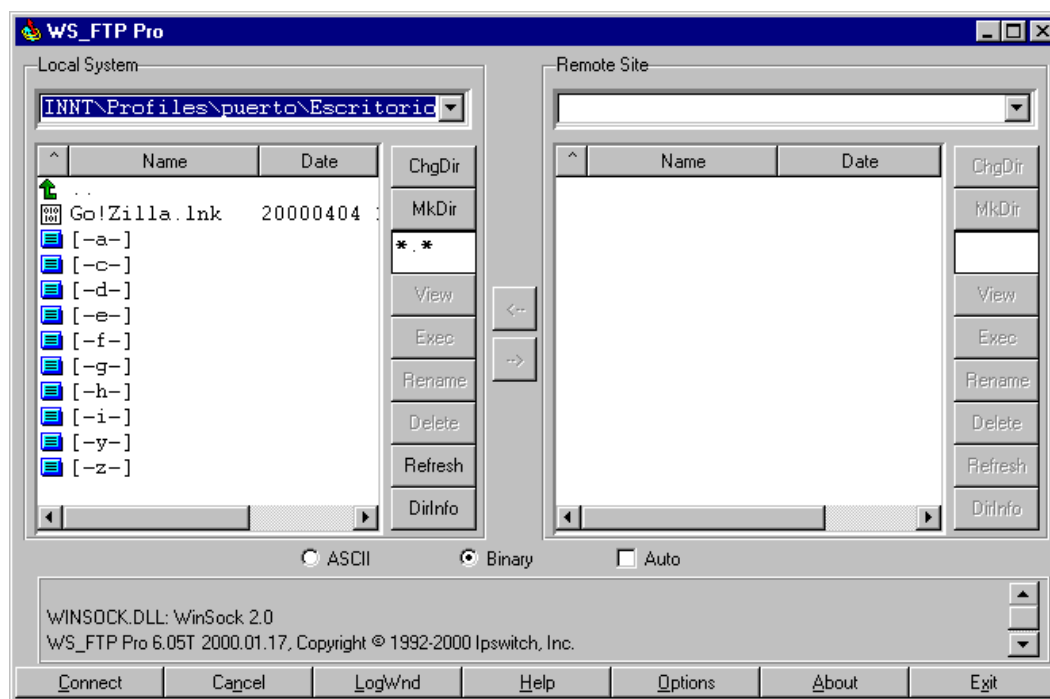 WS_FTP Pro
Local System
INNT\Profiles\puerto\Escritorio
^ Name Date
..
Go!Zilla.lnk 20000404
[-a-]
[-c-]
[-d-]
[-e-]
[-f-]
[-g-]
[-h-]
[-i-]
[-y-]
[-z-]
ChgDir
MkDir
*.*
View
Exec
Rename
Delete
Refresh
DirInfo
<--
-->
Remote Site
^ Name Date
ChgDir
MkDir
View
Exec
Rename
Delete
Refresh
DirInfo
ASCII Binary Auto
WINSOCK.DLL: WinSock 2.0
WS_FTP Pro 6.05T 2000.01.17, Copyright © 1992-2000 Ipswitch, Inc.
Connect Cancel LogWnd Help Options About Exit